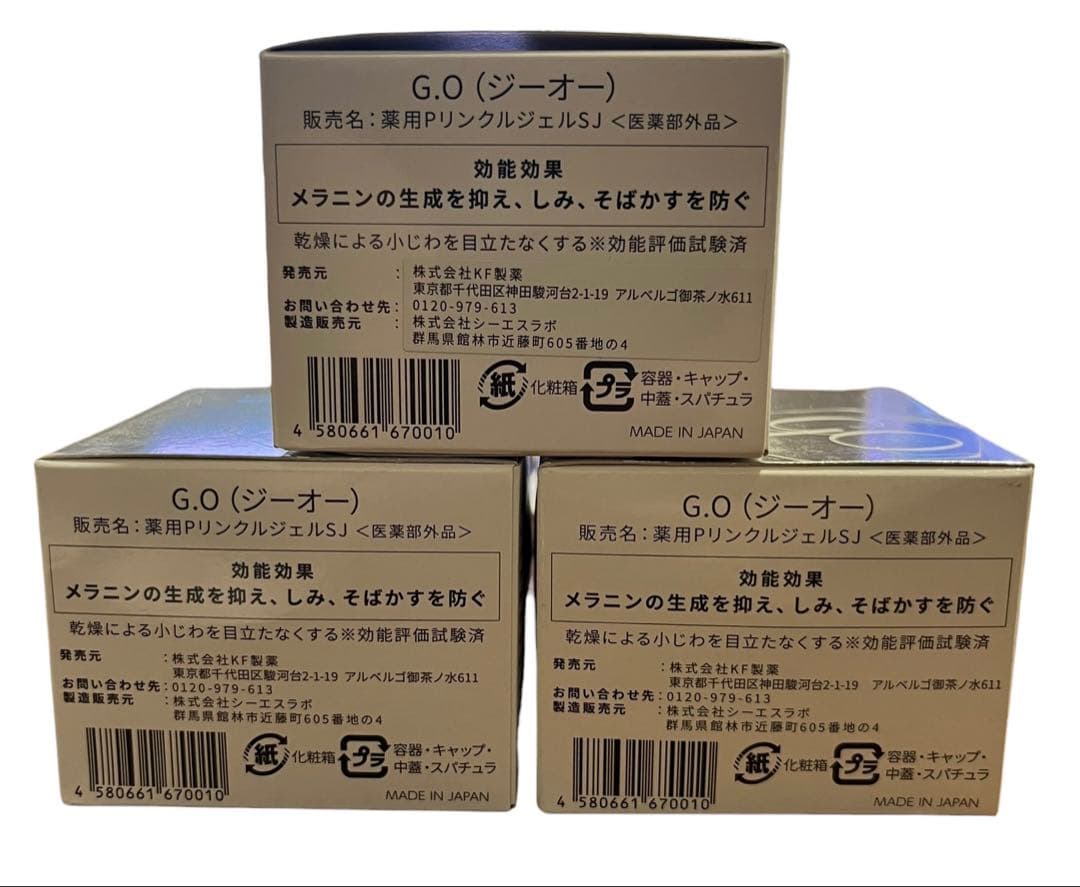 G.O（ジーオー）
販売名：薬用PリンクルジェルSJ＜医薬部外品＞
効能効果
メラニンの生成を抑え、しみ、そばかすを防ぐ
乾燥による小じわを目立たなくする※効能評価試験済
発売元 ：株式会社KF製薬
東京都千代田区神田駿河台2-1-19 アルベルゴ御茶ノ水611
お問い合わせ先：0120-979-613
製造販売元 ：株式会社シーエスラボ
群馬県館林市近藤町605番地の4
紙 化粧箱 プラ 容器・キャップ・
中蓋・スパチュラ
4 580661 670010
MADE IN JAPAN
G.O（ジーオー）
販売名：薬用PリンクルジェルSJ＜医薬部外品＞
効能効果
メラニンの生成を抑え、しみ、そばかすを防ぐ
乾燥による小じわを目立たなくする※効能評価試験済
発売元 ：株式会社KF製薬
東京都千代田区駿河台2-1-19 アルベルゴ御茶ノ水611
お問い合わせ先：0120-979-613
製造販売元 ：株式会社シーエスラボ
群馬県館林市近藤町605番地の4
紙 化粧箱 プラ 容器・キャップ・
中蓋・スパチュラ
4 580661 670010
MADE IN JAPAN
G.O（ジーオー）
販売名：薬用PリンクルジェルSJ＜医薬部外品＞
効能効果
メラニンの生成を抑え、しみ、そばかすを防ぐ
乾燥による小じわを目立たなくする※効能評価試験済
発売元 ：株式会社KF製薬
東京都千代田区神田駿河台2-1-19 アルベルゴ御茶ノ水611
お問い合わせ先：0120-979-613
製造販売元 ：株式会社シーエスラボ
群馬県館林市近藤町605番地の4
紙 化粧箱 プラ 容器・キャップ・
中蓋・スパチュラ
4 580661 670010
MADE IN JAPAN